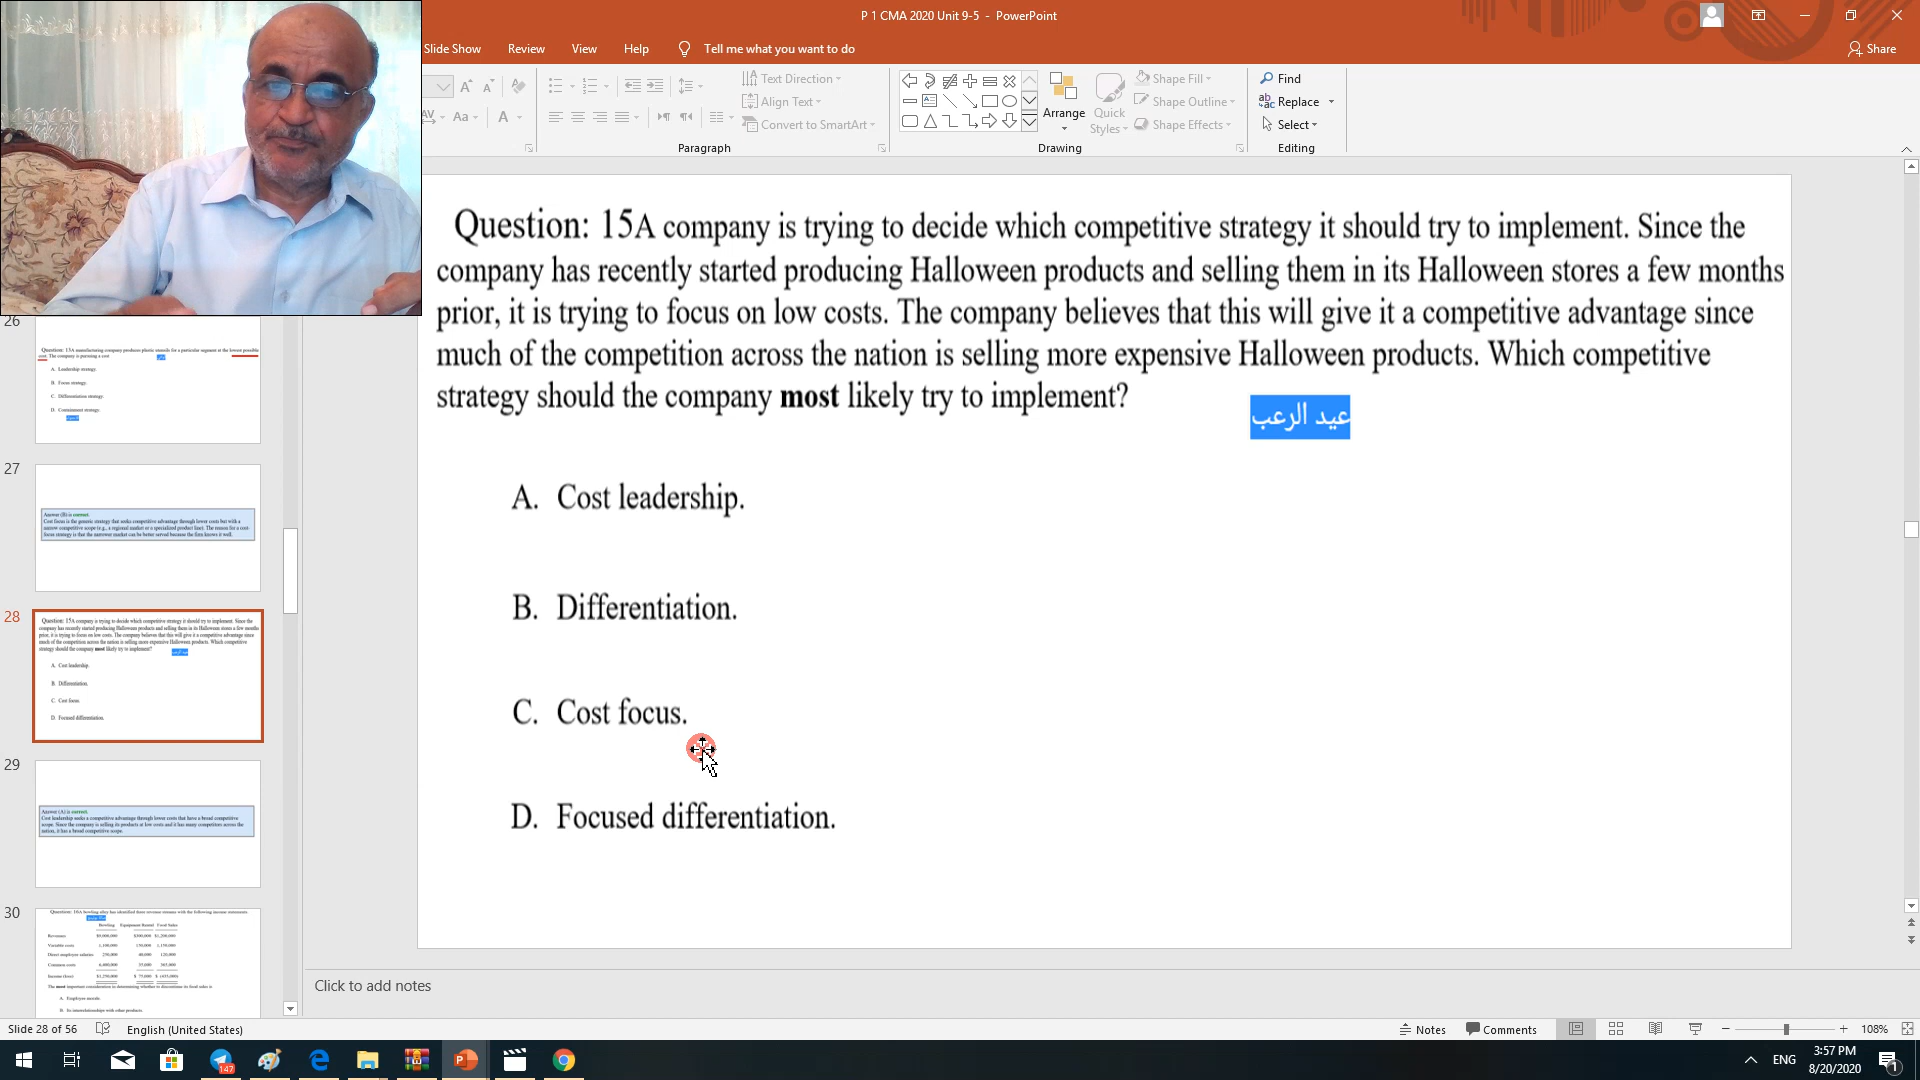 P 1 CMA 2020 Unit 9-5 - PowerPoint
Slide Show Review View Help Tell me what you want to do
Share
Text Direction
Align Text
Convert to SmartArt
Paragraph
Arrange
Quick Styles
Shape Fill
Shape Outline
Shape Effects
Drawing
Find
Replace
Select
Editing
Question: 15A company is trying to decide which competitive strategy it should try to implement. Since the
company has recently started producing Halloween products and selling them in its Halloween stores a few months
prior, it is trying to focus on low costs. The company believes that this will give it a competitive advantage since
much of the competition across the nation is selling more expensive Halloween products. Which competitive
strategy should the company most likely try to implement?
عيد الرعب
A. Cost leadership.
B. Differentiation.
C. Cost focus.
D. Focused differentiation.
26
27
28
29
30
Click to add notes
Slide 28 of 56 English (United States)
Notes Comments 108%
147
ENG
3:57 PM
8/20/2020
1